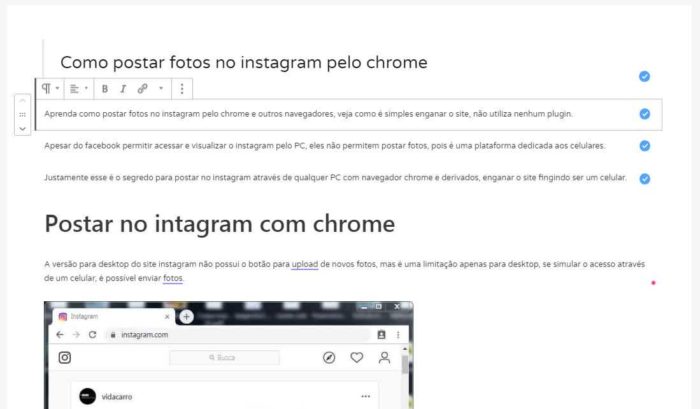 Como postar fotos no instagram pelo chrome
B I
Aprenda como postar fotos no instagram pelo chrome e outros navegadores, veja como é simples enganar o site, não utiliza nenhum plugin.
Apesar do facebook permitir acessar e visualizar o instagram pelo PC, eles não permitem postar fotos, pois é uma plataforma dedicada aos celulares.
Justamente esse é o segredo para postar no instagram através de qualquer PC com navegador chrome e derivados, enganar o site fingindo ser um celular.
Postar no intagram com chrome
A versão para desktop do site instagram não possui o botão para upload de novos fotos, mas é uma limitação apenas para desktop, se simular o acesso através
de um celular, é possível enviar fotos.
Instagram
instagram.com
Busca
vidacarro